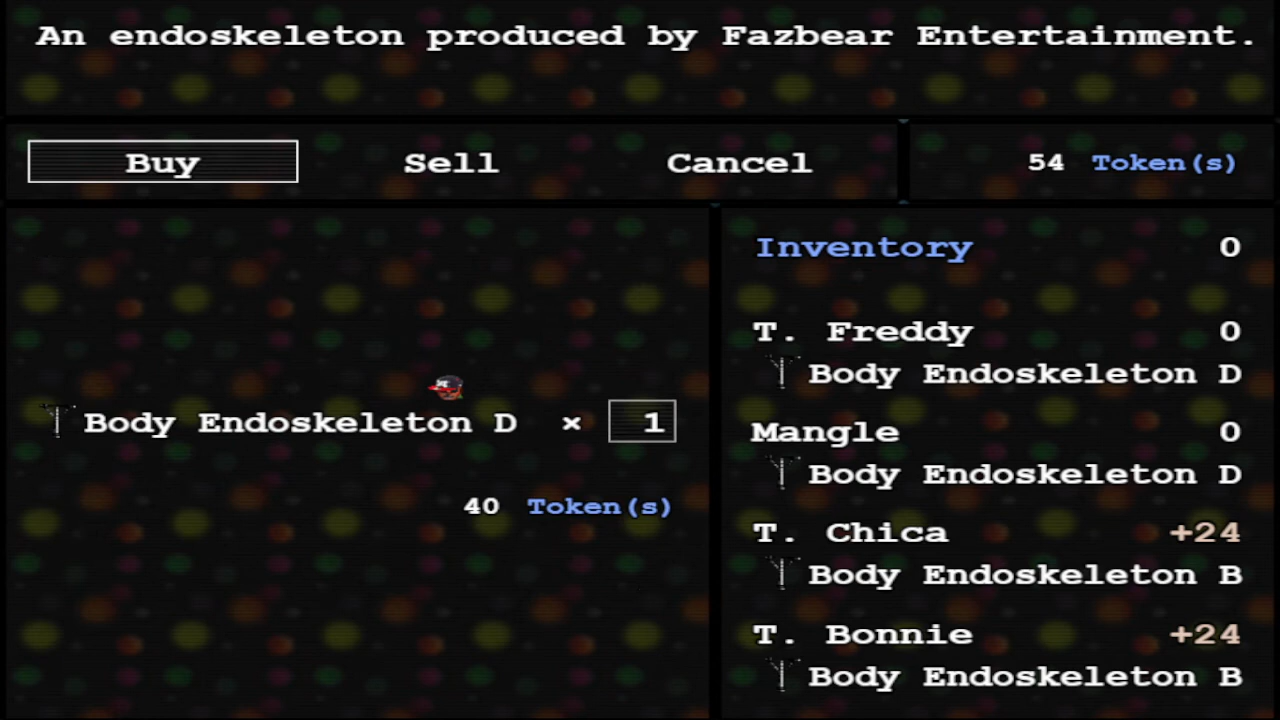 An endoskeleton produced by Fazbear Entertainment.
Buy Sell Cancel 54 Token(s)
Body Endoskeleton D × 1
40 Token(s)
Inventory 0
T. Freddy 0
Body Endoskeleton D
Mangle 0
Body Endoskeleton D
T. Chica +24
Body Endoskeleton B
T. Bonnie +24
Body Endoskeleton B